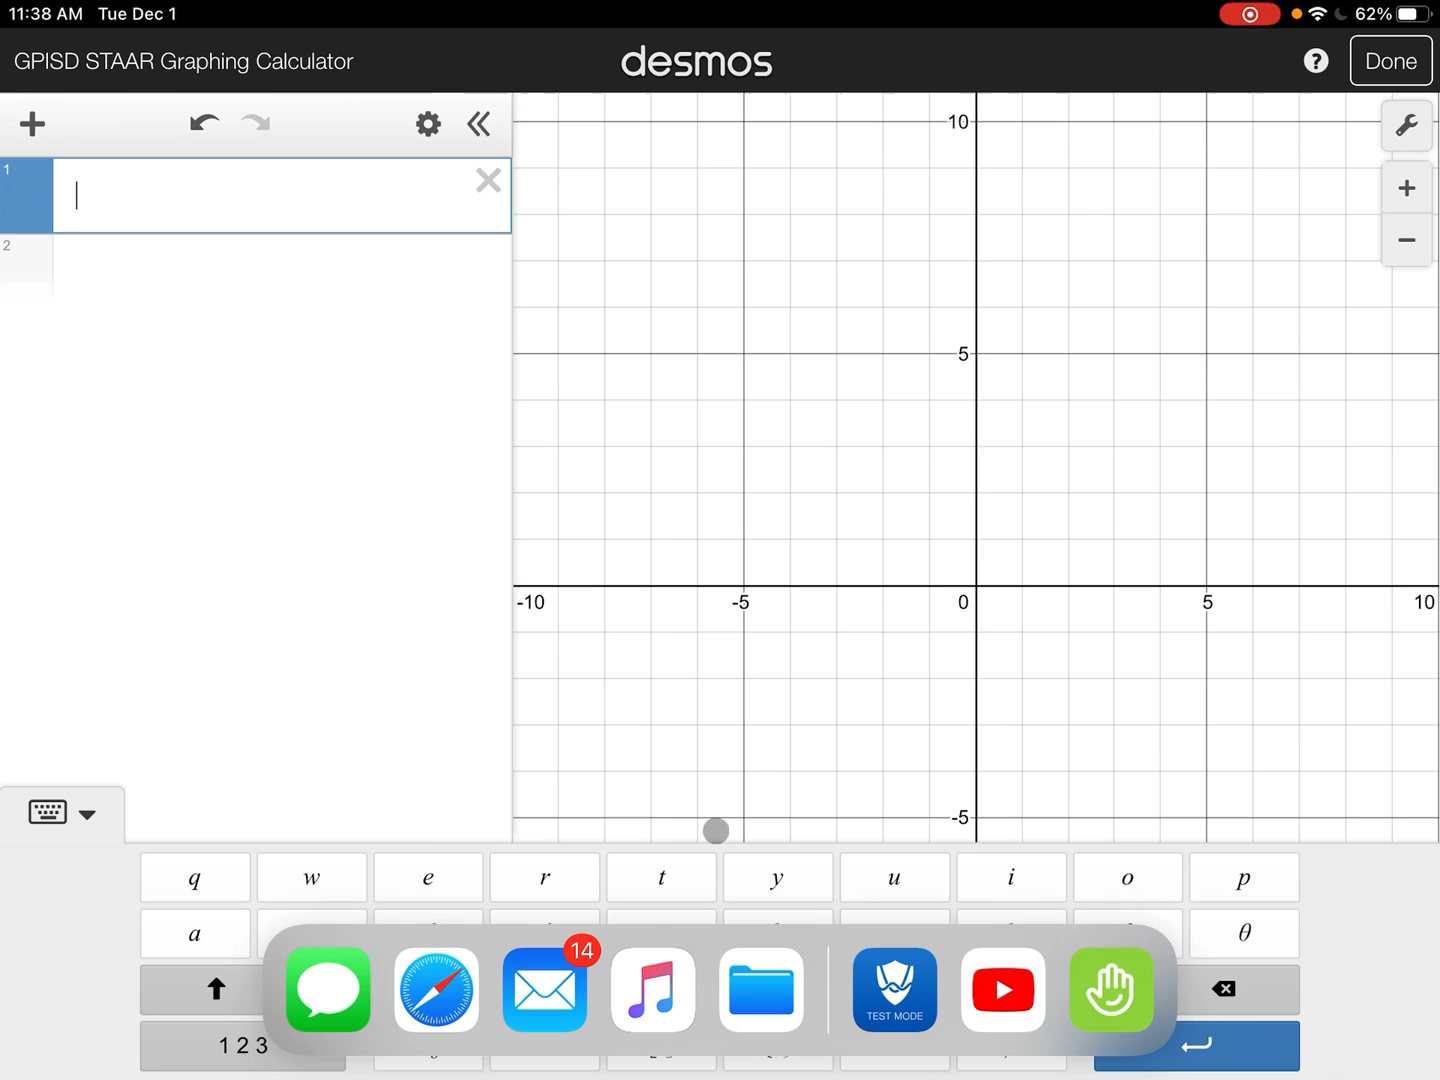 11:38 AM Tue Dec 1
62%
GPISD STAAR Graphing Calculator
desmos
?
Done
1
2
10
5
-10
-5
0
5
10
-5
q w e r t y u i o p
a
θ
14
TEST MODE
1 2 3